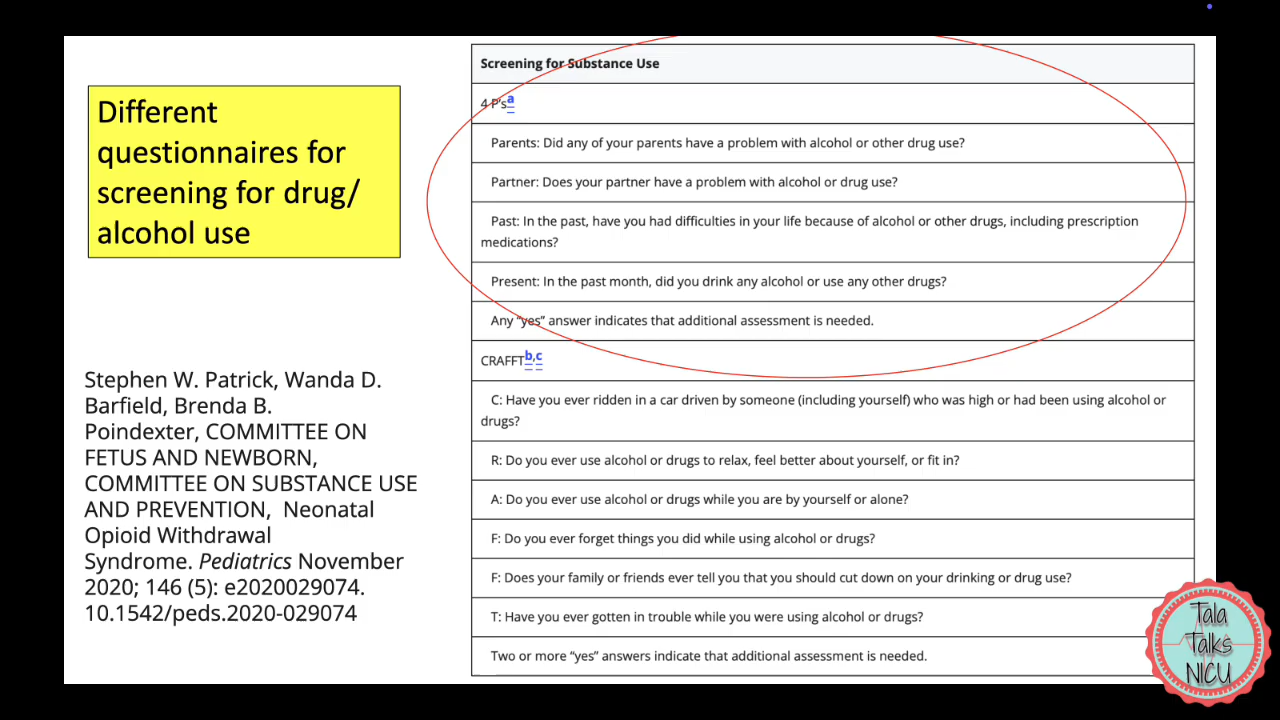 Different
questionnaires for
screening for drug/
alcohol use
Stephen W. Patrick, Wanda D.
Barfield, Brenda B.
Poindexter, COMMITTEE ON
FETUS AND NEWBORN,
COMMITTEE ON SUBSTANCE USE
AND PREVENTION, Neonatal
Opioid Withdrawal
Syndrome. Pediatrics November
2020; 146 (5): e2020029074.
10.1542/peds.2020-029074
Screening for Substance Use
4 P's a
Parents: Did any of your parents have a problem with alcohol or other drug use?
Partner: Does your partner have a problem with alcohol or drug use?
Past: In the past, have you had difficulties in your life because of alcohol or other drugs, including prescription
medications?
Present: In the past month, did you drink any alcohol or use any other drugs?
Any “yes” answer indicates that additional assessment is needed.
CRAFFT b,c
C: Have you ever ridden in a car driven by someone (including yourself) who was high or had been using alcohol or
drugs?
R: Do you ever use alcohol or drugs to relax, feel better about yourself, or fit in?
A: Do you ever use alcohol or drugs while you are by yourself or alone?
F: Do you ever forget things you did while using alcohol or drugs?
F: Does your family or friends ever tell you that you should cut down on your drinking or drug use?
T: Have you ever gotten in trouble while you were using alcohol or drugs?
Two or more “yes” answers indicate that additional assessment is needed.
Tala
Talks
NICU